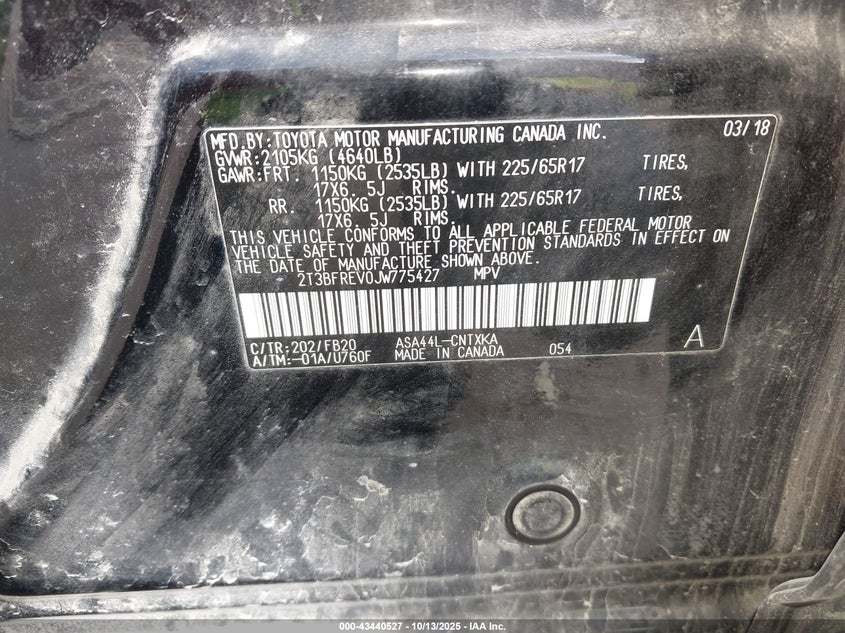 MFD.BY:TOYOTA MOTOR MANUFACTURING CANADA INC. 03/18
GVWR:2105KG (4640LB)
GAWR:FRT. 1150KG (2535LB) WITH 225/65R17 TIRES,
17X6. 5J RIMS.
RR. 1150KG (2535LB) WITH 225/65R17 TIRES,
17X6. 5J RIMS.
THIS VEHICLE CONFORMS TO ALL APPLICABLE FEDERAL MOTOR
VEHICLE SAFETY AND THEFT PREVENTION STANDARDS IN EFFECT ON
THE DATE OF MANUFACTURE SHOWN ABOVE.
2T3BFREV0JW775427 MPV
C/TR:202/FB20 ASA44L-CNTXKA
A/TM:-01A/U760F MADE IN CANADA 054 A
000-43440527 - 10/13/2025 - IAA Inc.